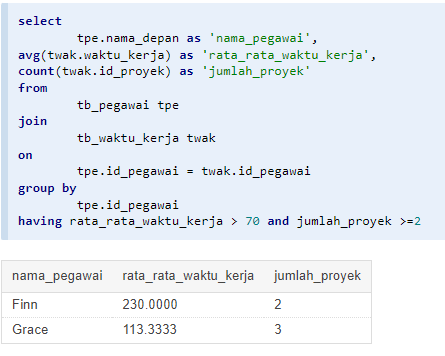 select
tpe.nama_depan as 'nama_pegawai',
avg(twak.waktu_kerja) as 'rata_rata_waktu_kerja',
count(twak.id_proyek) as 'jumlah_proyek'
from
tb_pegawai tpe
join
tb_waktu_kerja twak
on
tpe.id_pegawai = twak.id_pegawai
group by
tpe.id_pegawai
having rata_rata_waktu_kerja > 70 and jumlah_proyek >=2
nama_pegawai rata_rata_waktu_kerja jumlah_proyek
Finn 230.0000 2
Grace 113.3333 3